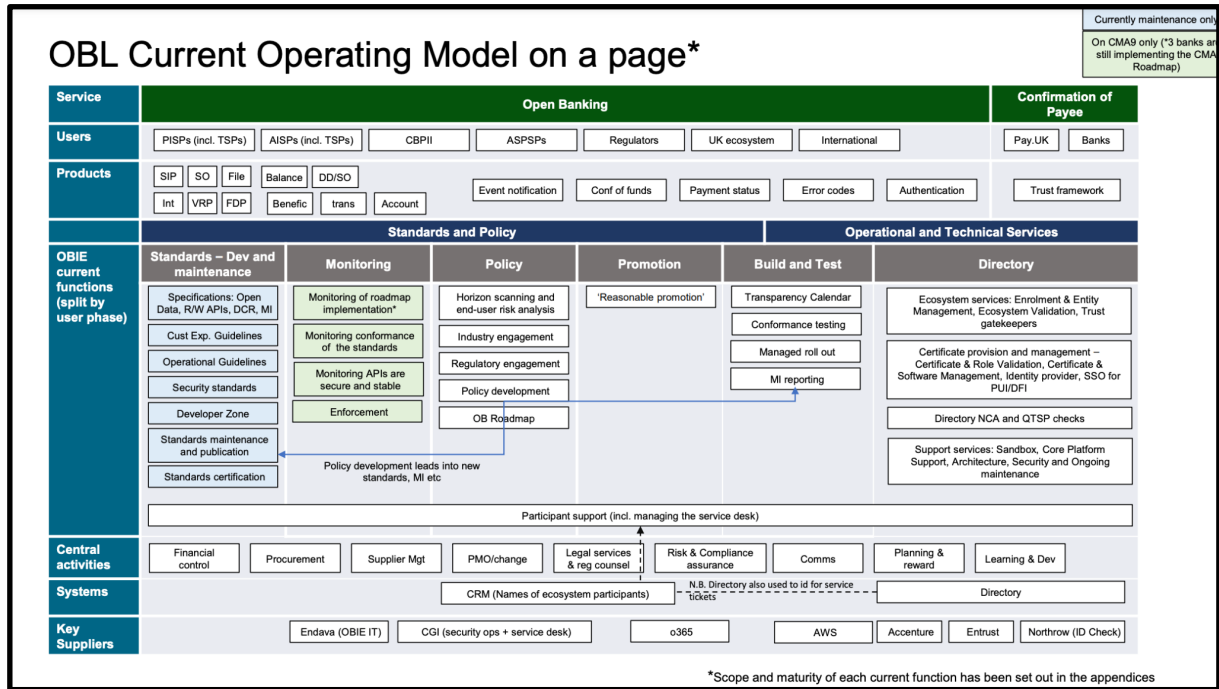 Currently maintenance only
On CMA9 only (*3 banks are
still implementing the CMA
Roadmap)
OBL Current Operating Model on a page*
Service
Open Banking
Confirmation of
Payee
Users
PISPs (incl. TSPs)
AISPs (incl. TSPs)
CBPII
ASPSPs
Regulators
UK ecosystem
International
Pay.UK
Banks
Products
SIP
SO
File
Balance
DD/SO
Int
VRP
FDP
Benefic
trans
Account
Event notification
Conf of funds
Payment status
Error codes
Authentication
Trust framework
Standards and Policy
Operational and Technical Services
OBIE
current
functions
(split by
user phase)
Standards – Dev and
maintenance
Monitoring
Policy
Promotion
Build and Test
Directory
Specifications: Open
Data, R/W APIs, DCR, MI
Cust Exp. Guidelines
Operational Guidelines
Security standards
Developer Zone
Standards maintenance
and publication
Standards certification
Monitoring of roadmap
implementation*
Monitoring conformance
of the standards
Monitoring APIs are
secure and stable
Enforcement
Horizon scanning and
end-user risk analysis
Industry engagement
Regulatory engagement
Policy development
OB Roadmap
Policy development leads into new
standards, MI etc
‘Reasonable promotion’
Transparency Calendar
Conformance testing
Managed roll out
MI reporting
Ecosystem services: Enrolment & Entity
Management, Ecosystem Validation, Trust
gatekeepers
Certificate provision and management –
Certificate & Role Validation, Certificate &
Software Management, Identity provider, SSO for
PUI/DFI
Directory NCA and QTSP checks
Support services: Sandbox, Core Platform
Support, Architecture, Security and Ongoing
maintenance
Participant support (incl. managing the service desk)
Central
activities
Financial
control
Procurement
Supplier Mgt
PMO/change
Legal services
& reg counsel
Risk & Compliance
assurance
Comms
Planning &
reward
Learning & Dev
Systems
CRM (Names of ecosystem participants)
N.B. Directory also used to id for service
tickets
Directory
Key
Suppliers
Endava (OBIE IT)
CGI (security ops + service desk)
o365
AWS
Accenture
Entrust
Northrow (ID Check)
*Scope and maturity of each current function has been set out in the appendices